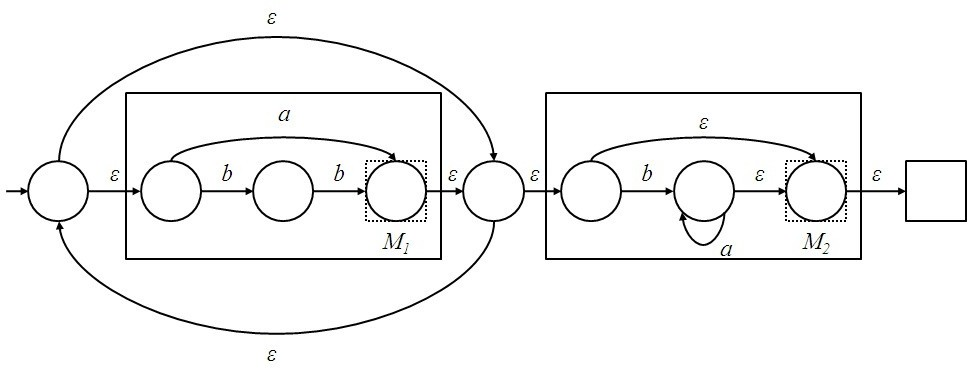 ε
a ε
ε b b ε ε b ε ε
M1 a M2
ε